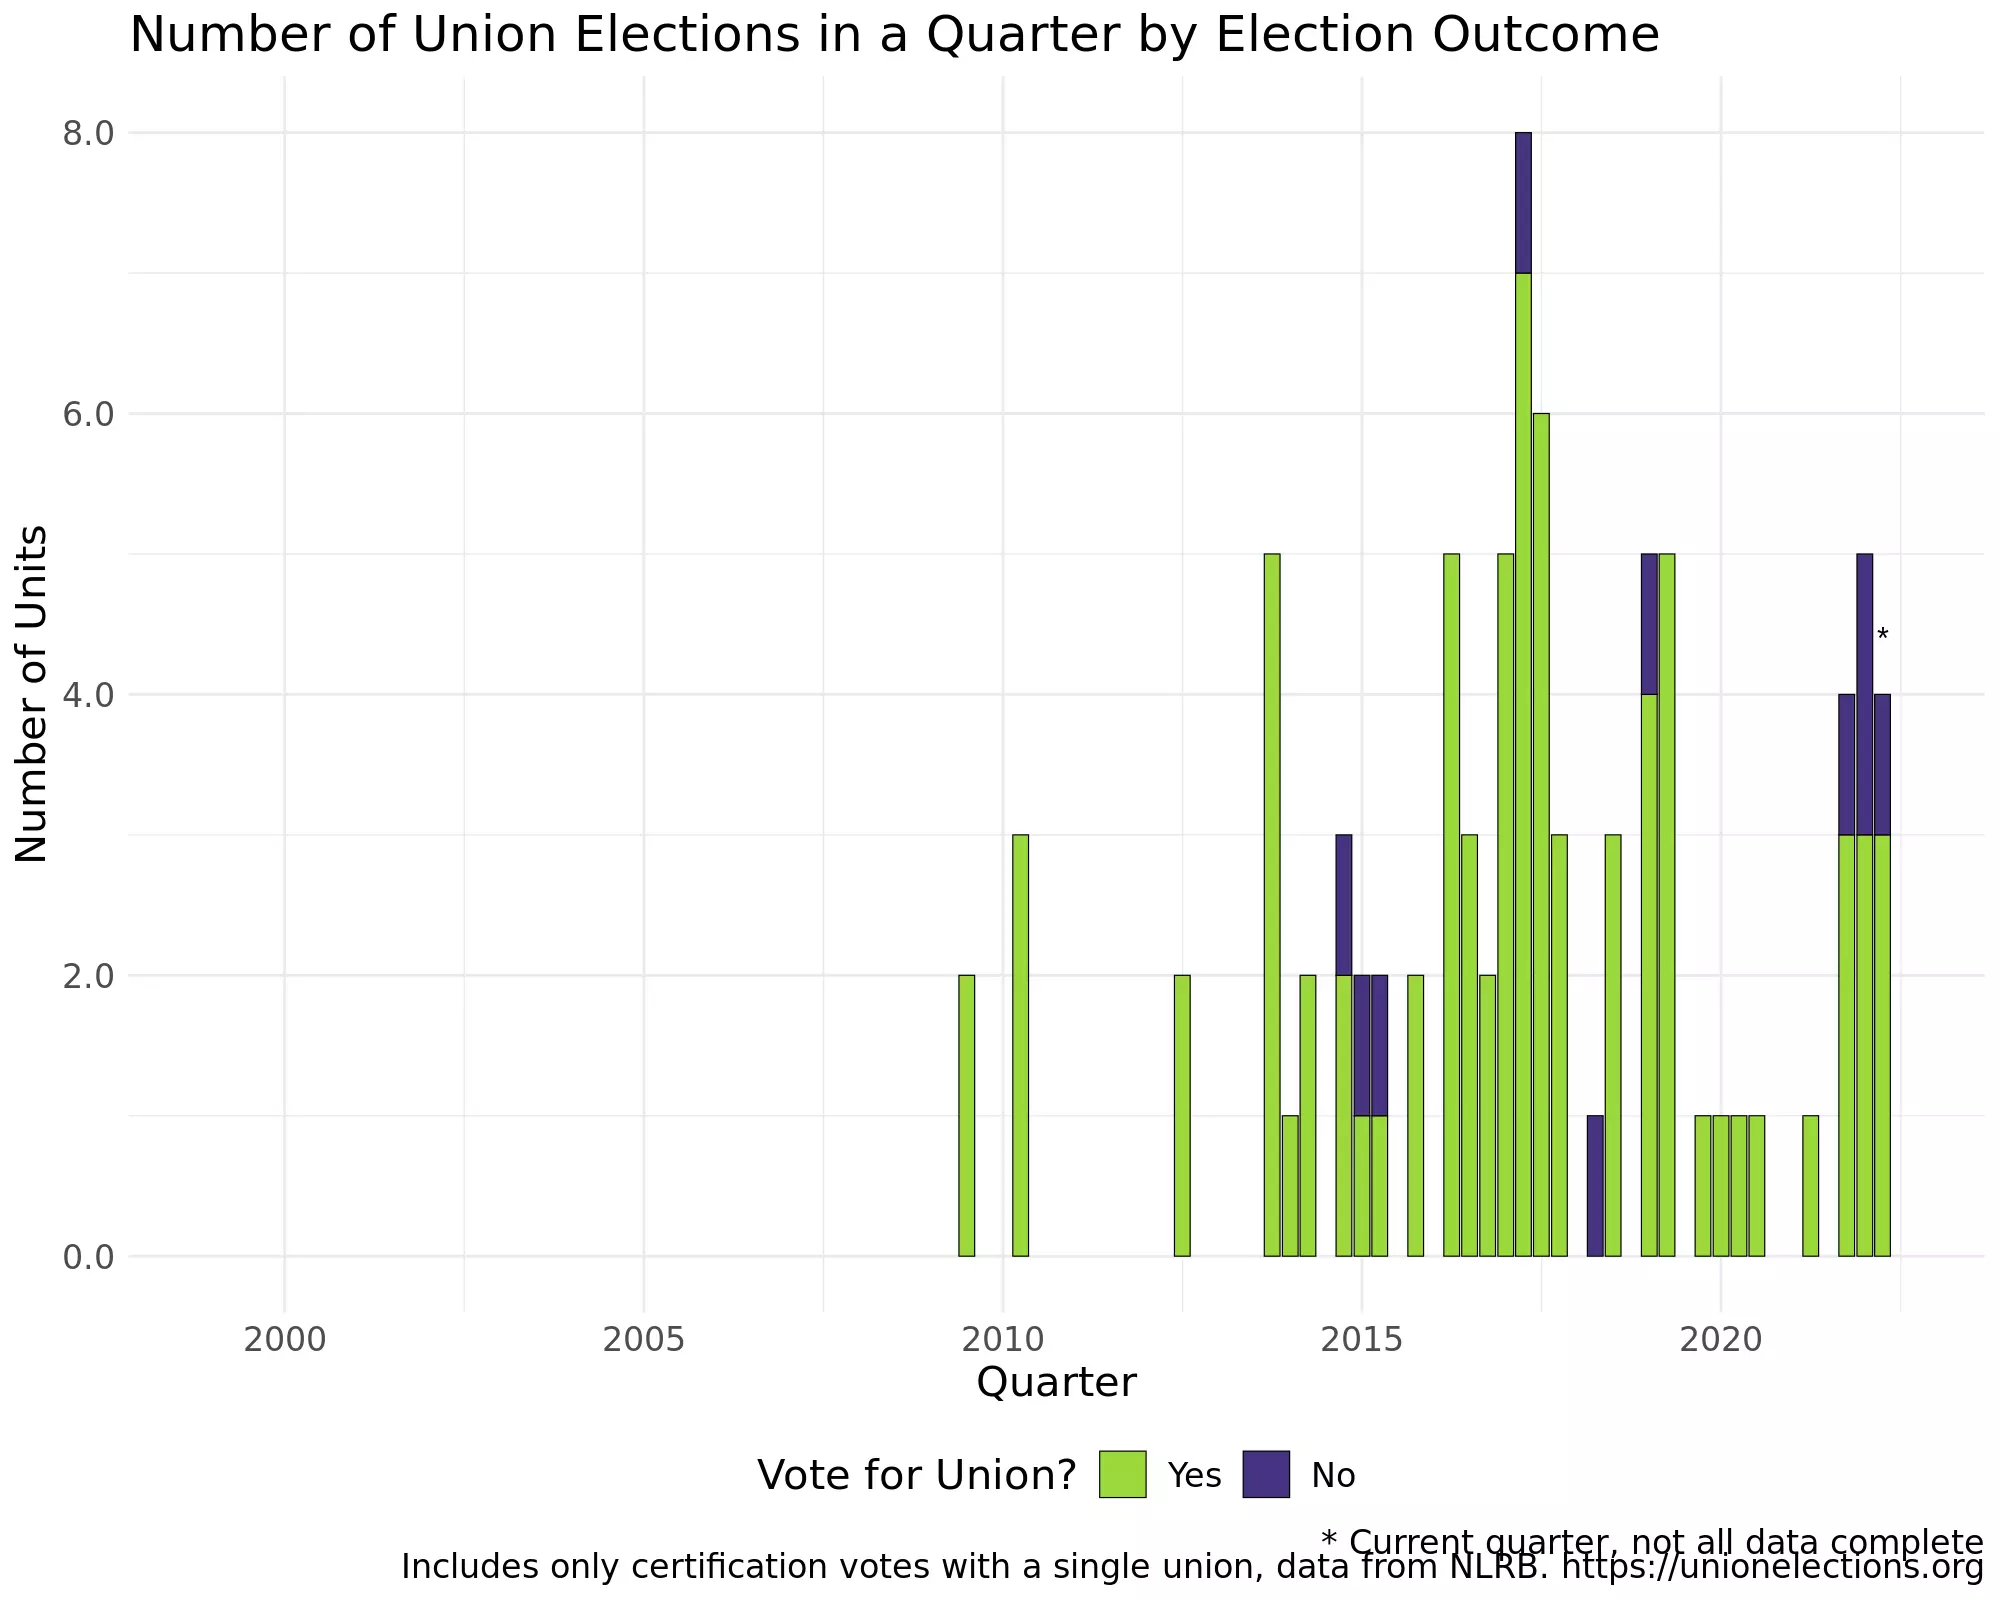 Number of Union Elections in a Quarter by Election Outcome
8.0
6.0
4.0
2.0
0.0
Number of Units
*
2000 2005 2010 2015 2020
Quarter
Vote for Union? Yes No
* Current quarter, not all data complete
Includes only certification votes with a single union, data from NLRB. https://unionelections.org